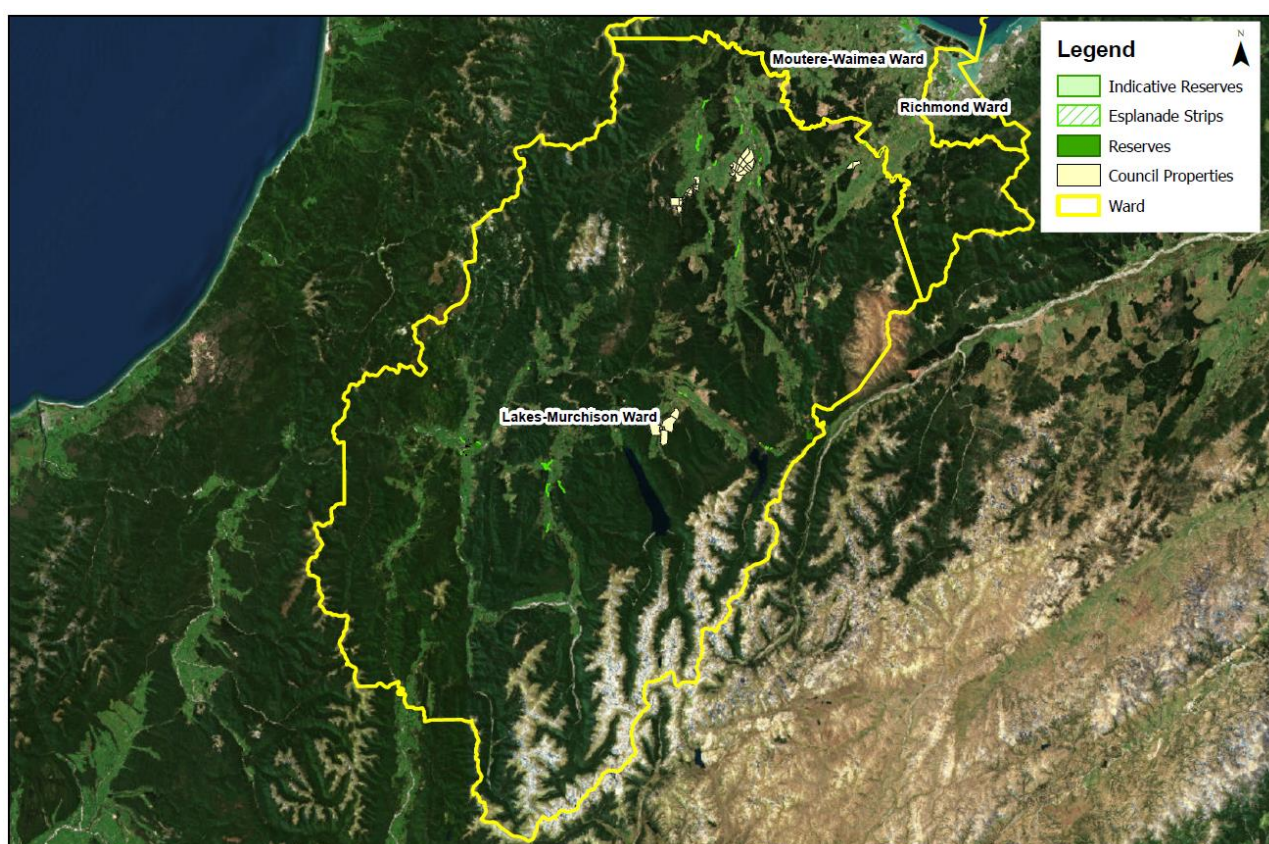 Moutere-Waimea Ward
Richmond Ward
Lakes-Murchison Ward
Legend
N
Indicative Reserves
Esplanade Strips
Reserves
Council Properties
Ward